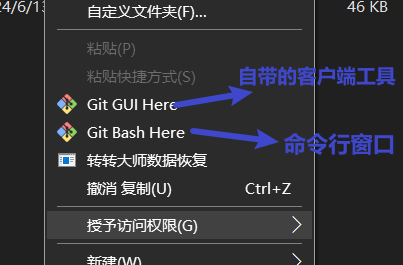 24/6/13
46 KB
自定义文件夹(F)...
粘贴(P)
粘贴快捷方式(S)
自带的客户端工具
Git GUI Here
Git Bash Here
命令行窗口
转转大师数据恢复
撤消 复制(U) Ctrl+Z
授予访问权限(G)
新建(W)